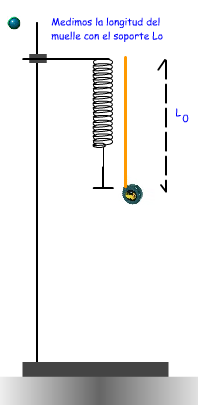 Medimos la longitud del
muelle con el soporte Lo
L0